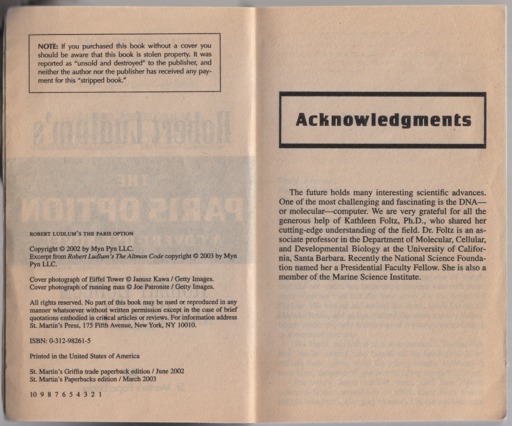 NOTE: If you purchased this book without a cover you
should be aware that this book is stolen property. It was
reported as "unsold and destroyed" to the publisher, and
neither the author nor the publisher has received any pay-
ment for this "stripped book."
Robert Ludlum's
THE
PARIS OPTION
ROBERT LUDLUM'S THE PARIS OPTION
Copyright © 2002 by Myn Pyn LLC.
Excerpt from Robert Ludlum's The Altman Code copyright © 2003 by Myn
Pyn LLC.
Cover photograph of Eiffel Tower © Janusz Kawa / Getty Images.
Cover photograph of running man © Joe Patronite / Getty Images.
All rights reserved. No part of this book may be used or reproduced in any
manner whatsoever without written permission except in the case of brief
quotations embodied in critical articles or reviews. For information address
St. Martin's Press, 175 Fifth Avenue, New York, NY 10010.
ISBN: 0-312-98261-5
Printed in the United States of America
St. Martin's Griffin trade paperback edition / June 2002
St. Martin's Paperbacks edition / March 2003
10 9 8 7 6 5 4 3 2 1
Acknowledgments
The future holds many interesting scientific advances.
One of the most challenging and fascinating is the DNA—
or molecular—computer. We are very grateful for all the
generous help of Kathleen Foltz, Ph.D., who shared her
cutting-edge understanding of the field. Dr. Foltz is an as-
sociate professor in the Department of Molecular, Cellular,
and Developmental Biology at the University of Califor-
nia, Santa Barbara. Recently the National Science Founda-
tion named her a Presidential Faculty Fellow. She is also a
member of the Marine Science Institute.